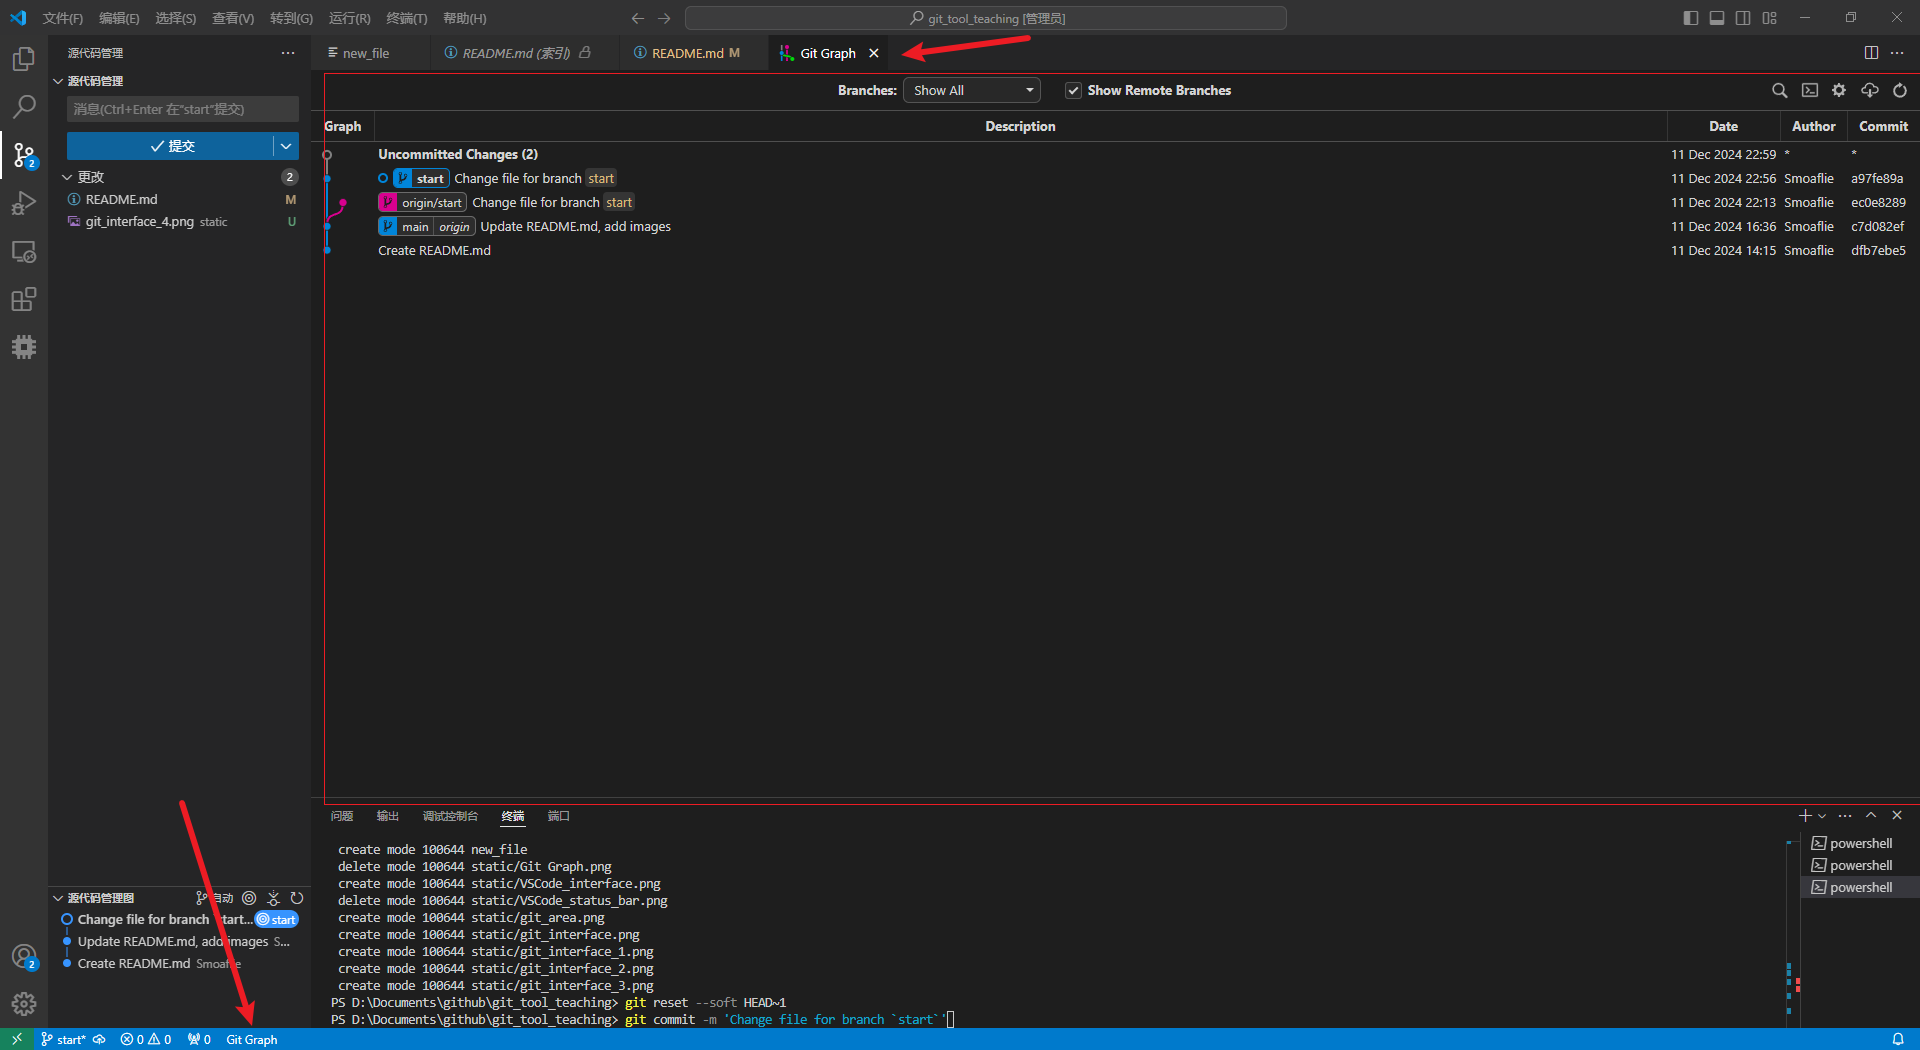 文件(F) 编辑(E) 选择(S) 查看(V) 转到(G) 运行(R) 终端(T) 帮助(H) git_tool_teaching [管理员]
源代码管理
new_file README.md (索引) README.md M Git Graph
源代码管理
消息(Ctrl+Enter 在"start"提交)
提交
更改 2
README.md M
git_interface_4.png static U
Branches: Show All Show Remote Branches
Graph Description Date Author Commit
Uncommitted Changes (2) 11 Dec 2024 22:59 * *
start Change file for branch start 11 Dec 2024 22:56 Smoaflie a97fe89a
origin/start Change file for branch start 11 Dec 2024 22:13 Smoaflie ec0e8289
main origin Update README.md, add images 11 Dec 2024 16:36 Smoaflie c7d082ef
Create README.md 11 Dec 2024 14:15 Smoaflie dfb7ebe5
2
问题 输出 调试控制台 终端 端口
create mode 100644 new_file
delete mode 100644 static/Git Graph.png
create mode 100644 static/VSCode_interface.png
delete mode 100644 static/VSCode_status_bar.png
create mode 100644 static/git_area.png
create mode 100644 static/git_interface.png
create mode 100644 static/git_interface_1.png
create mode 100644 static/git_interface_2.png
create mode 100644 static/git_interface_3.png
PS D:\Documents\github\git_tool_teaching> git reset --soft HEAD~1
PS D:\Documents\github\git_tool_teaching> git commit -m 'Change file for branch `start`'
powershell
powershell
powershell
源代码管理图 自动
Change file for branch `start... start
Update README.md, add images S...
Create README.md Smoaflie
2
start* 0 0 0 Git Graph